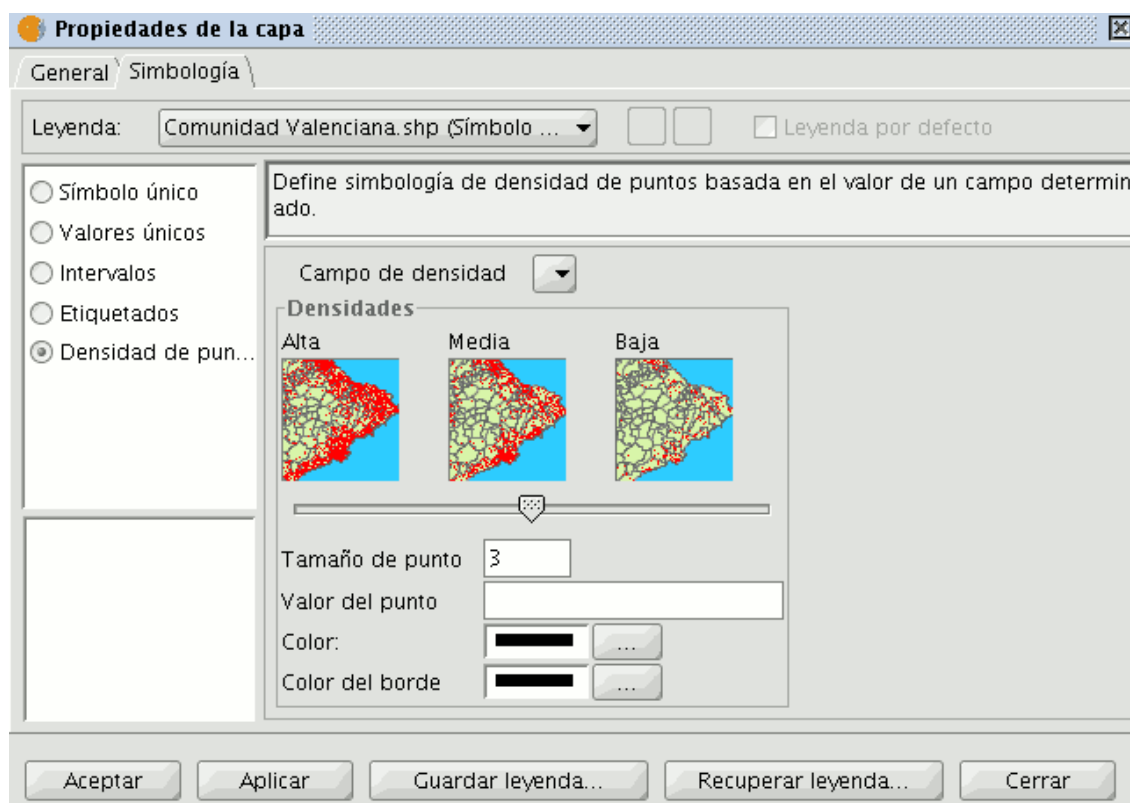 Propiedades de la capa
General Simbología
Leyenda: Comunidad Valenciana.shp (Símbolo ... Leyenda por defecto
Símbolo único
Valores únicos
Intervalos
Etiquetados
Densidad de pun...
Define simbología de densidad de puntos basada en el valor de un campo determin
ado.
Campo de densidad
Densidades
Alta Media Baja
Tamaño de punto 3
Valor del punto
Color: ...
Color del borde ...
Aceptar Aplicar Guardar leyenda... Recuperar leyenda... Cerrar